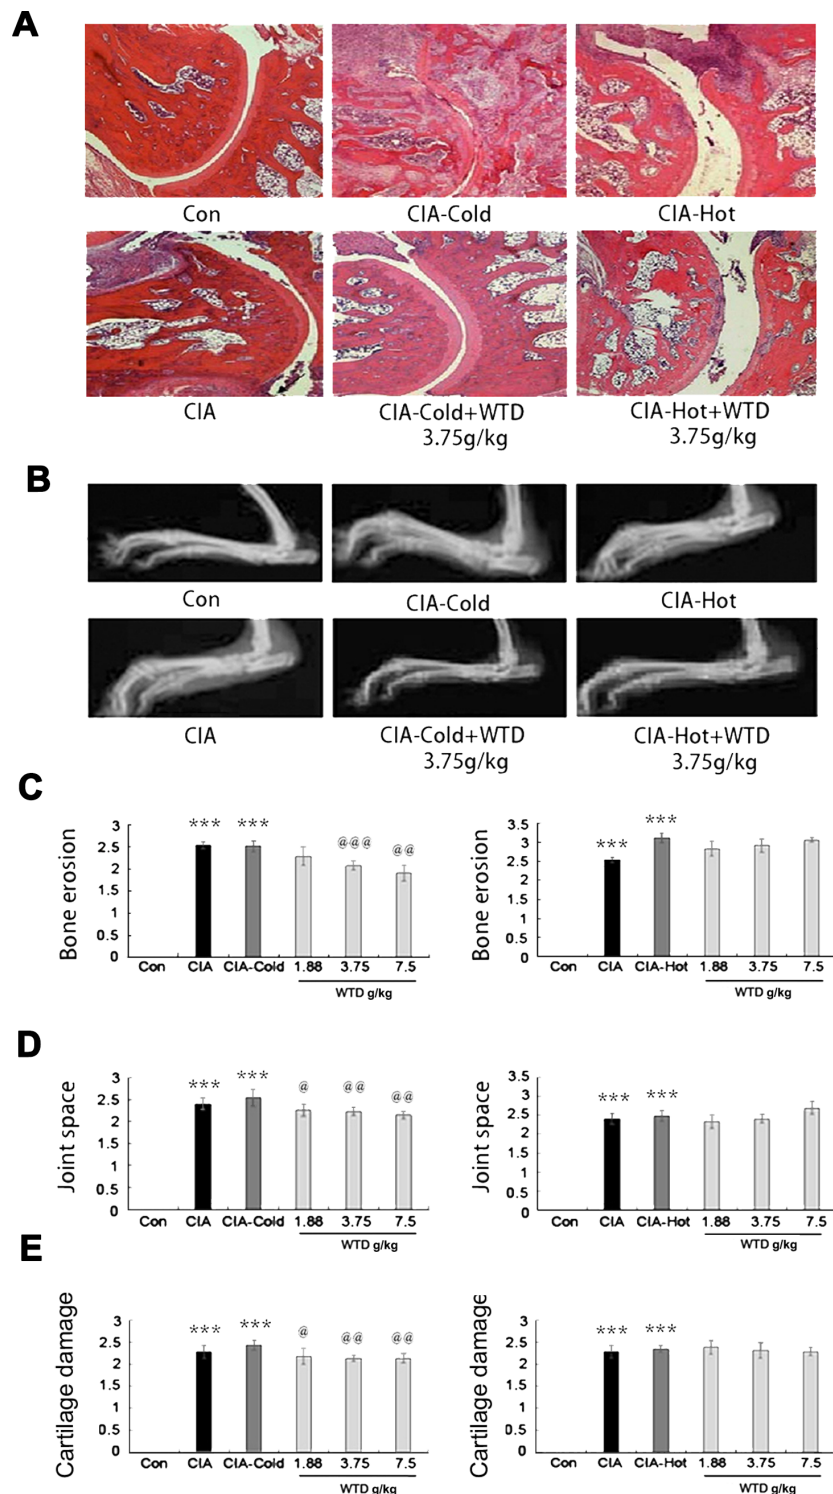 A
Con CIA-Cold CIA-Hot
CIA CIA-Cold+WTD CIA-Hot+WTD
3.75g/kg 3.75g/kg
B
Con CIA-Cold CIA-Hot
CIA CIA-Cold+WTD CIA-Hot+WTD
3.75g/kg 3.75g/kg
C
Bone erosion
3
2.5
2
1.5
1
0.5
0
*** *** @@@ @@
Con CIA CIA-Cold 1.88 3.75 7.5
WTD g/kg
Bone erosion
3.5
3
2.5
2
1.5
1
0.5
0
*** ***
Con CIA CIA-Hot 1.88 3.75 7.5
WTD g/kg
D
Joint space
3
2.5
2
1.5
1
0.5
0
*** *** @ @@ @@
Con CIA CIA-Cold 1.88 3.75 7.5
WTD g/kg
Joint space
3.5
3
2.5
2
1.5
1
0.5
0
*** ***
Con CIA CIA-Hot 1.88 3.75 7.5
WTD g/kg
E
Cartilage damage
3
2.5
2
1.5
1
0.5
0
*** *** @ @@ @@
Con CIA CIA-Cold 1.88 3.75 7.5
WTD g/kg
Cartilage damage
3
2.5
2
1.5
1
0.5
0
*** ***
Con CIA CIA-Hot 1.88 3.75 7.5
WTD g/kg